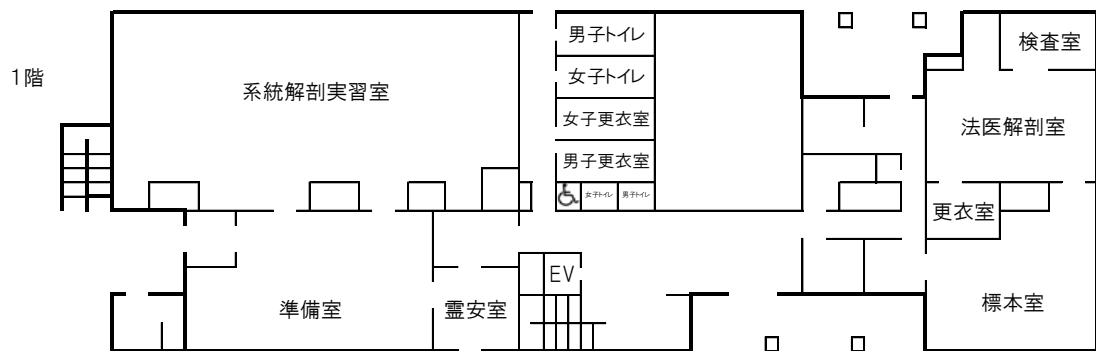 1階
系統解剖実習室
男子トイレ
女子トイレ
女子更衣室
男子更衣室
女子トイレ
男子トイレ
検査室
法医解剖室
更衣室
標本室
EV
準備室
霊安室